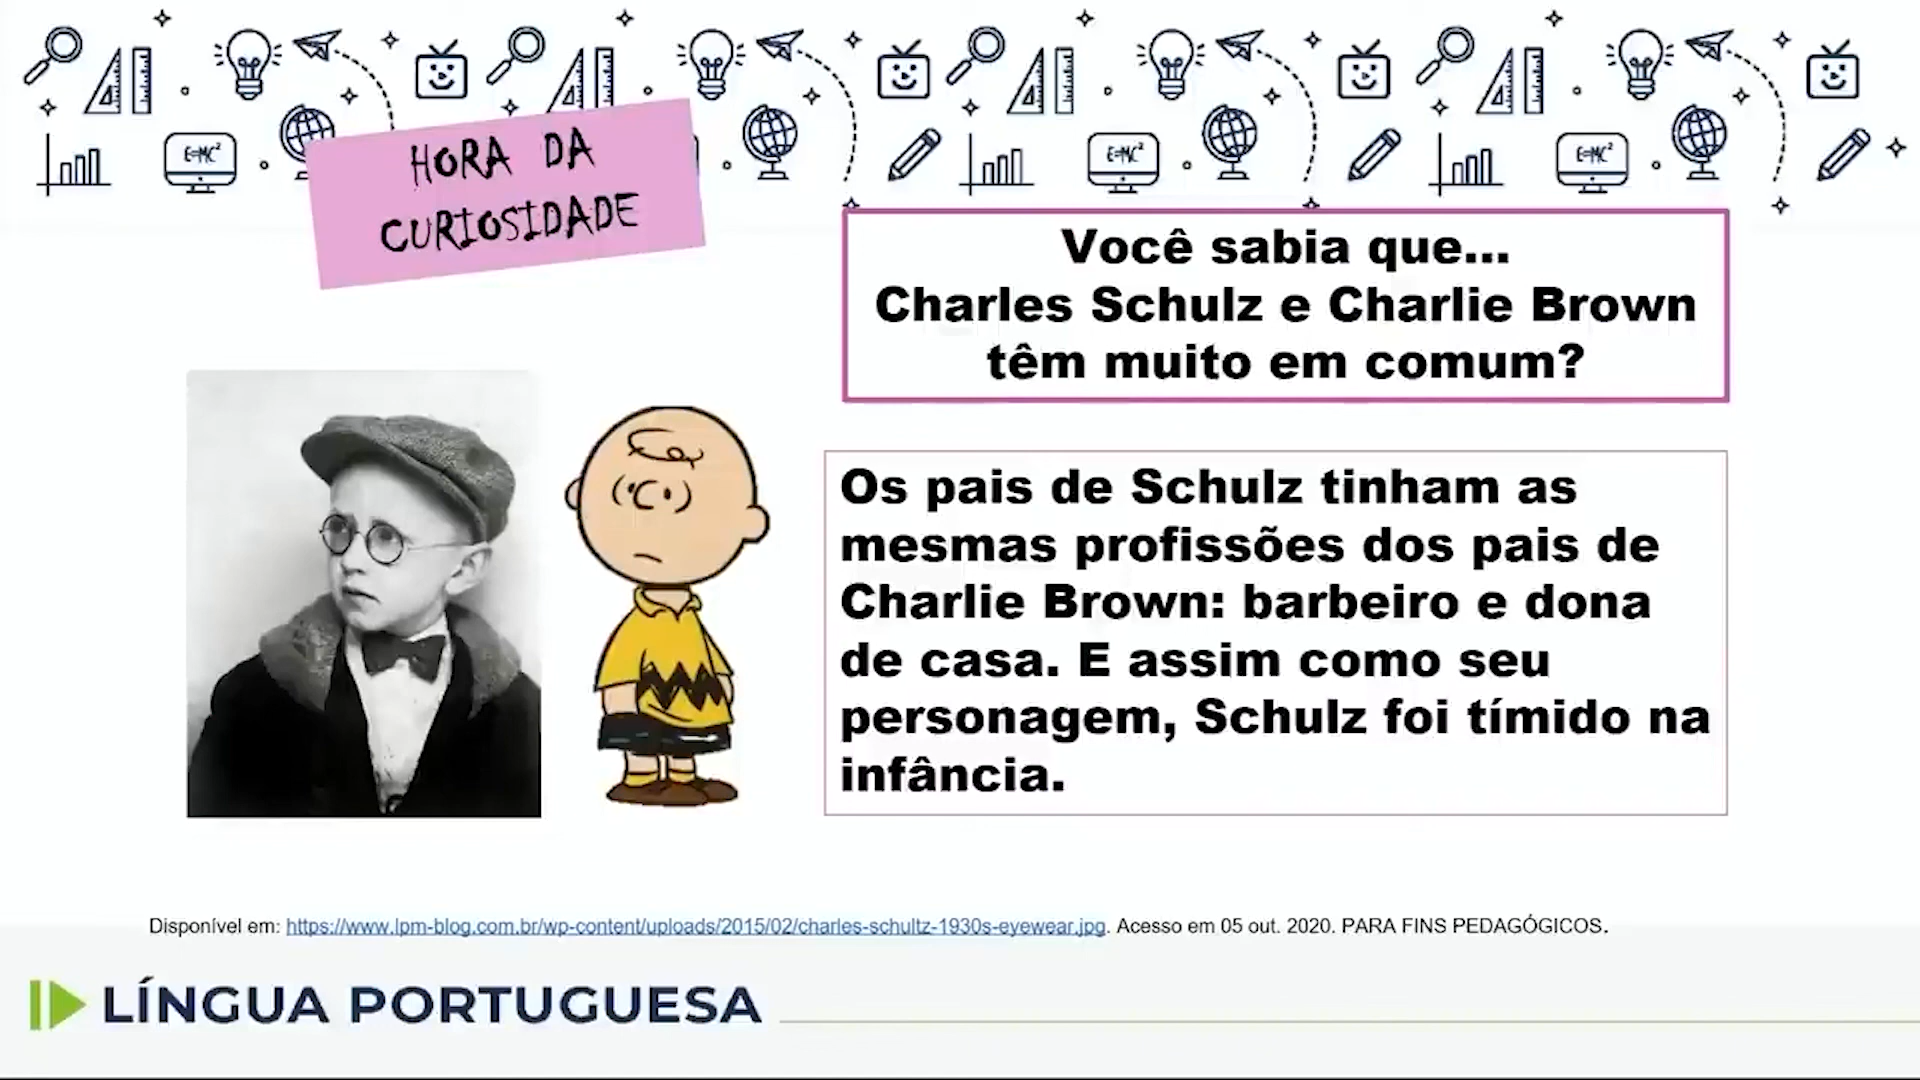 E=MC²
E=MC²
E=MC²
HORA DA
CURIOSIDADE
Você sabia que...
Charles Schulz e Charlie Brown
têm muito em comum?
Os pais de Schulz tinham as
mesmas profissões dos pais de
Charlie Brown: barbeiro e dona
de casa. E assim como seu
personagem, Schulz foi tímido na
infância.
Disponível em: https://www.lpm-blog.com.br/wp-content/uploads/2015/02/charles-schultz-1930s-eyewear.jpg. Acesso em 05 out. 2020. PARA FINS PEDAGÓGICOS.
LÍNGUA PORTUGUESA